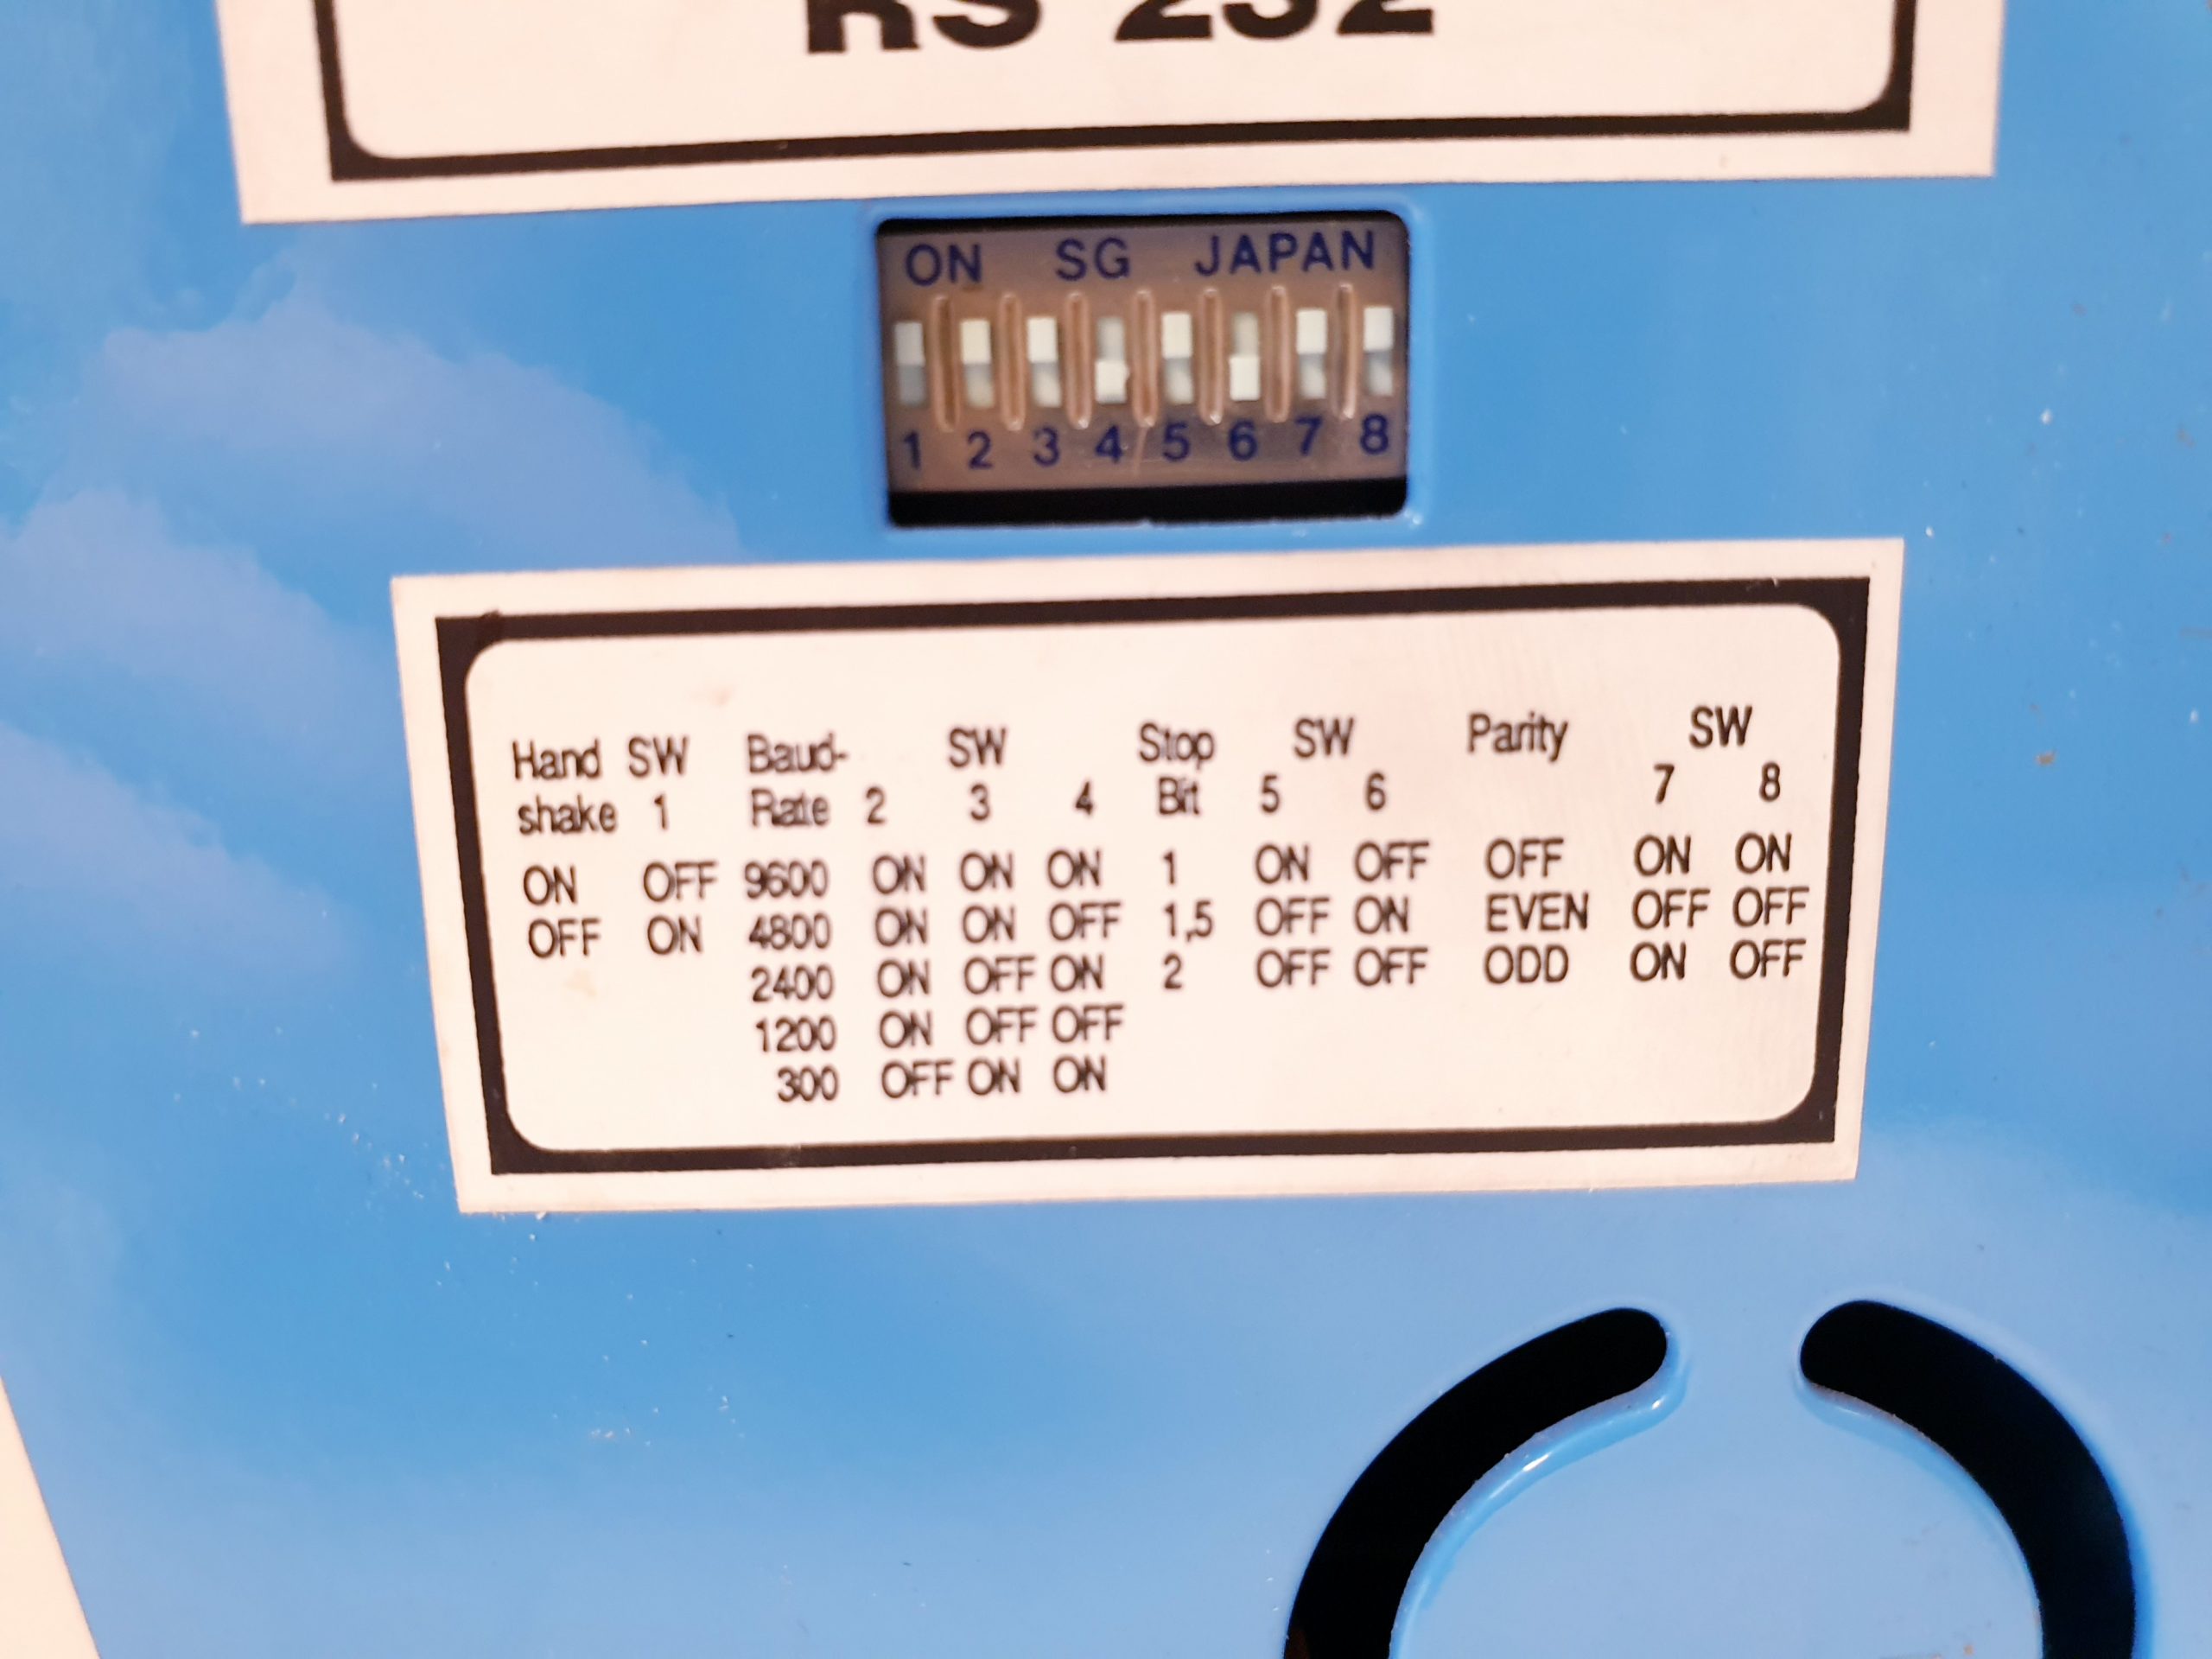 RS 232
ON SG JAPAN
1 2 3 4 5 6 7 8
Hand SW Baud- SW Stop SW Parity SW
shake 1 Rate 2 3 4 Bit 5 6 7 8
ON OFF 9600 ON ON ON 1 ON OFF OFF ON ON
OFF ON 4800 ON ON OFF 1,5 OFF ON EVEN OFF OFF
2400 ON OFF ON 2 OFF OFF ODD ON OFF
1200 ON OFF OFF
300 OFF ON ON